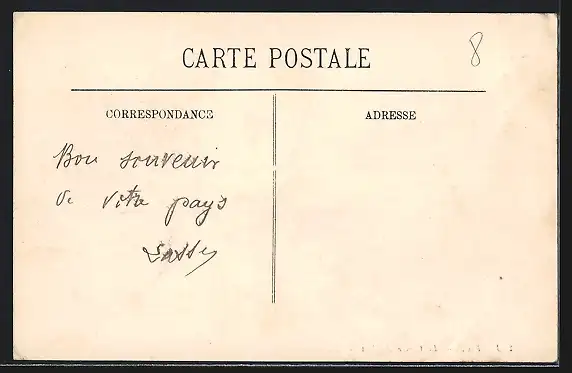 CARTE POSTALE
8
CORRESPONDANCE
ADRESSE
Bon souvenir
de votre pays